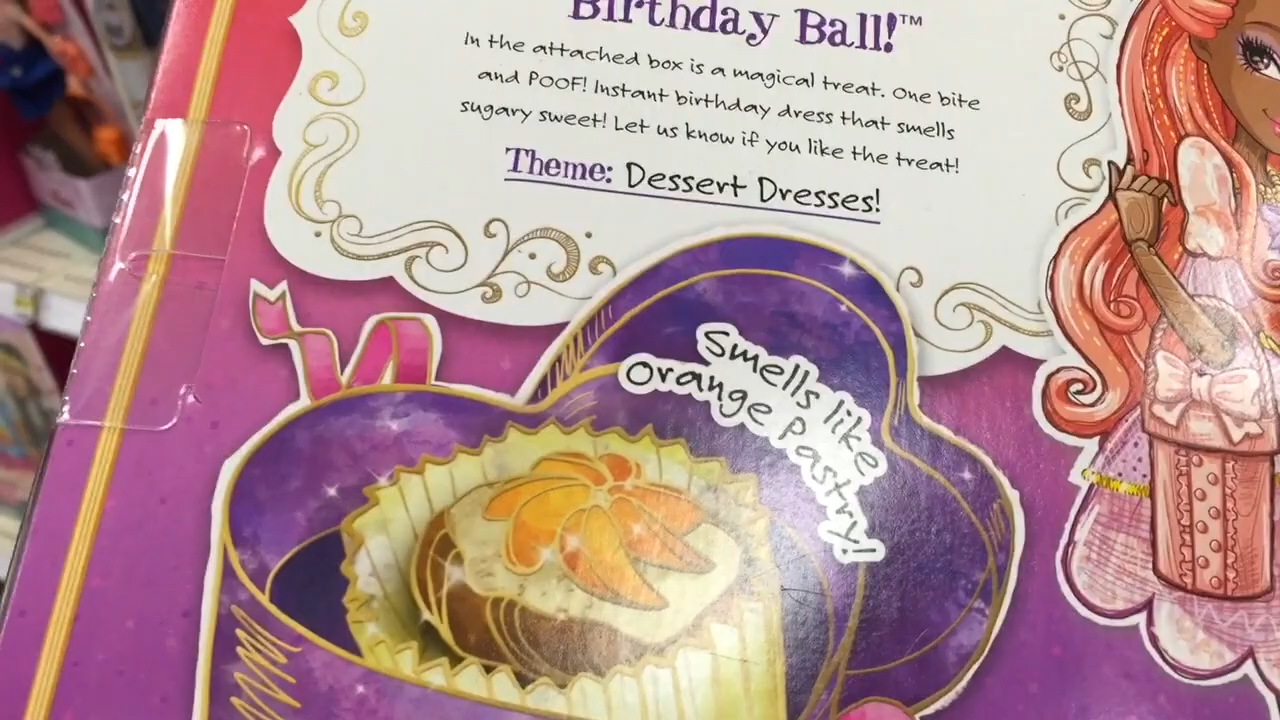 Birthday Ball!™
In the attached box is a magical treat. One bite
and POOF! Instant birthday dress that smells
sugary sweet! Let us know if you like the treat!
Theme: Dessert Dresses!
Smells like
Orange Pastry!